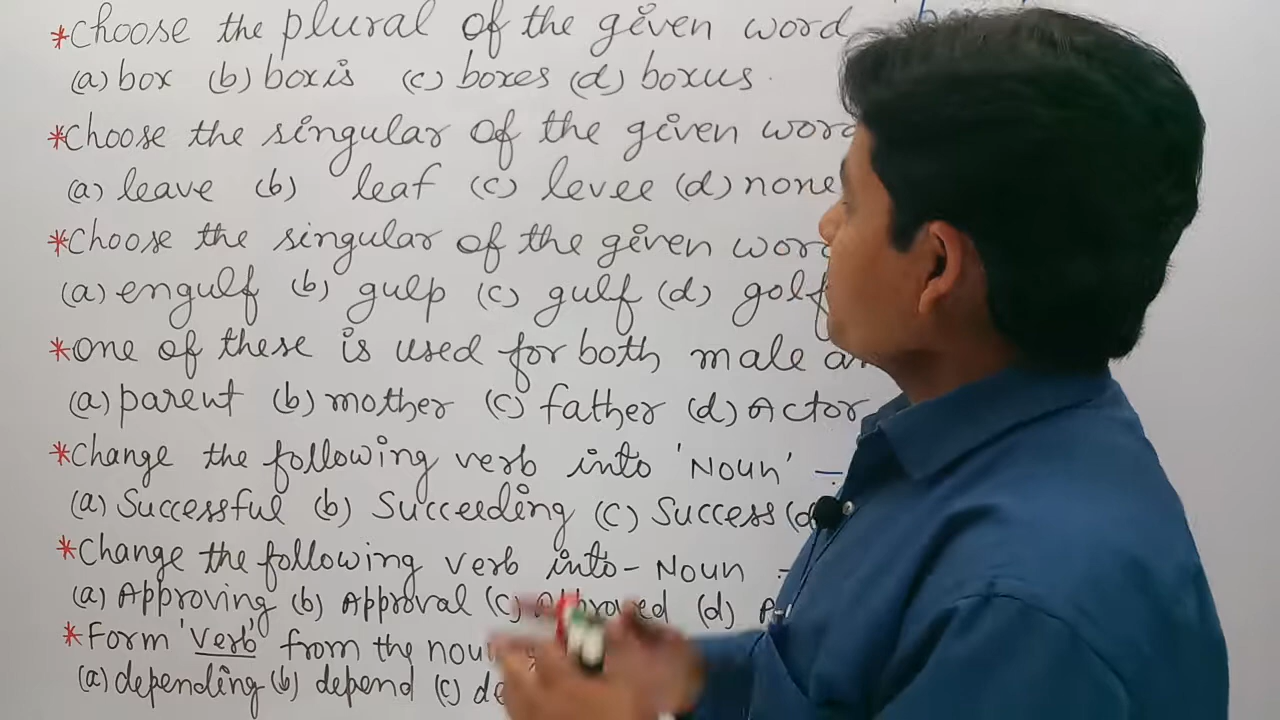 *Choose the plural of the given word
(a) box (b) boxis (c) boxes (d) boxus
*Choose the singular of the given word
(a) leave (b) leaf (c) levee (d) none
*Choose the singular of the given word
(a) engulf (b) gulp (c) gulf (d) golf
*One of these is used for both male
(a) parent (b) mother (c) father (d) Actor
*Change the following verb into 'Noun' –
(a) Successful (b) Succeeding (c) Success (d
*Change the following verb into - Noun -
(a) Approving (b) Approval (c) Approved (d)
*Form 'verb' from the
(a) depending (b) depend (c)